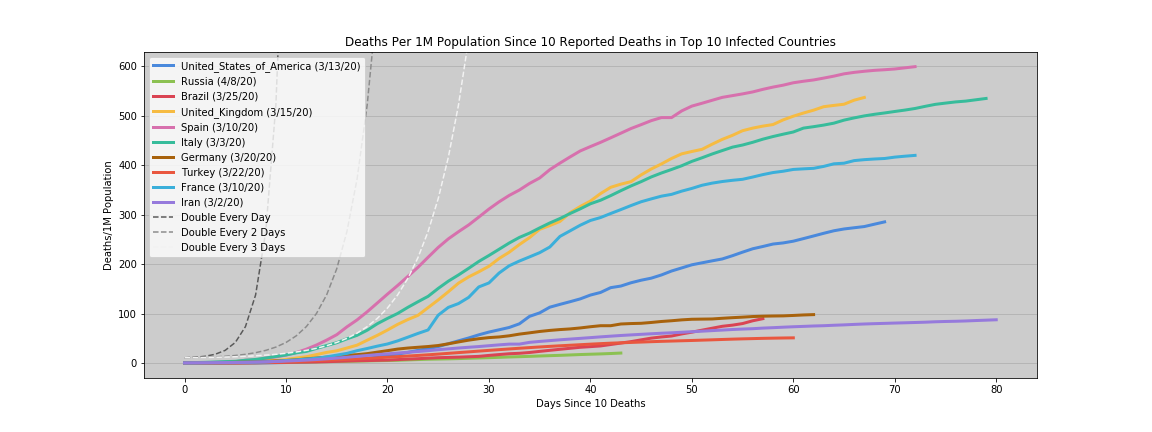 Deaths Per 1M Population Since 10 Reported Deaths in Top 10 Infected Countries
Deaths/1M Population
600
500
400
300
200
100
0
United_States_of_America (3/13/20)
Russia (4/8/20)
Brazil (3/25/20)
United_Kingdom (3/15/20)
Spain (3/10/20)
Italy (3/3/20)
Germany (3/20/20)
Turkey (3/22/20)
France (3/10/20)
Iran (3/2/20)
Double Every Day
Double Every 2 Days
Double Every 3 Days
0 10 20 30 40 50 60 70 80
Days Since 10 Deaths